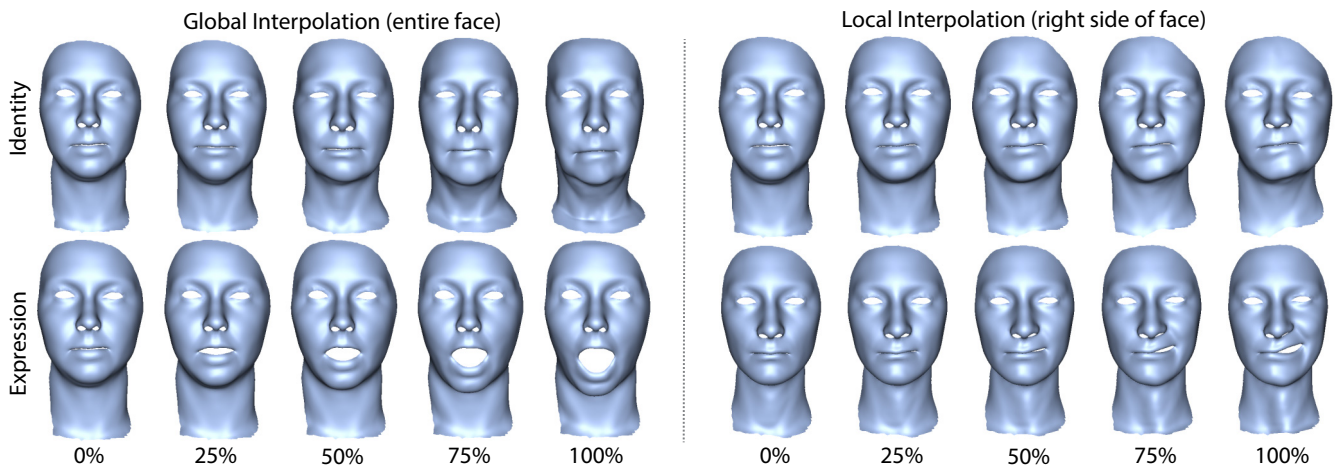 Global Interpolation (entire face)
Local Interpolation (right side of face)
Identity
Expression
0% 25% 50% 75% 100% 0% 25% 50% 75% 100%